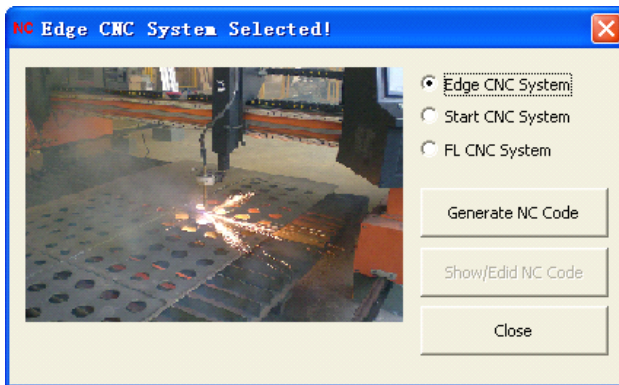 NC Edge CNC System Selected!
Edge CNC System
Start CNC System
FL CNC System
Generate NC Code
Show/Edid NC Code
Close